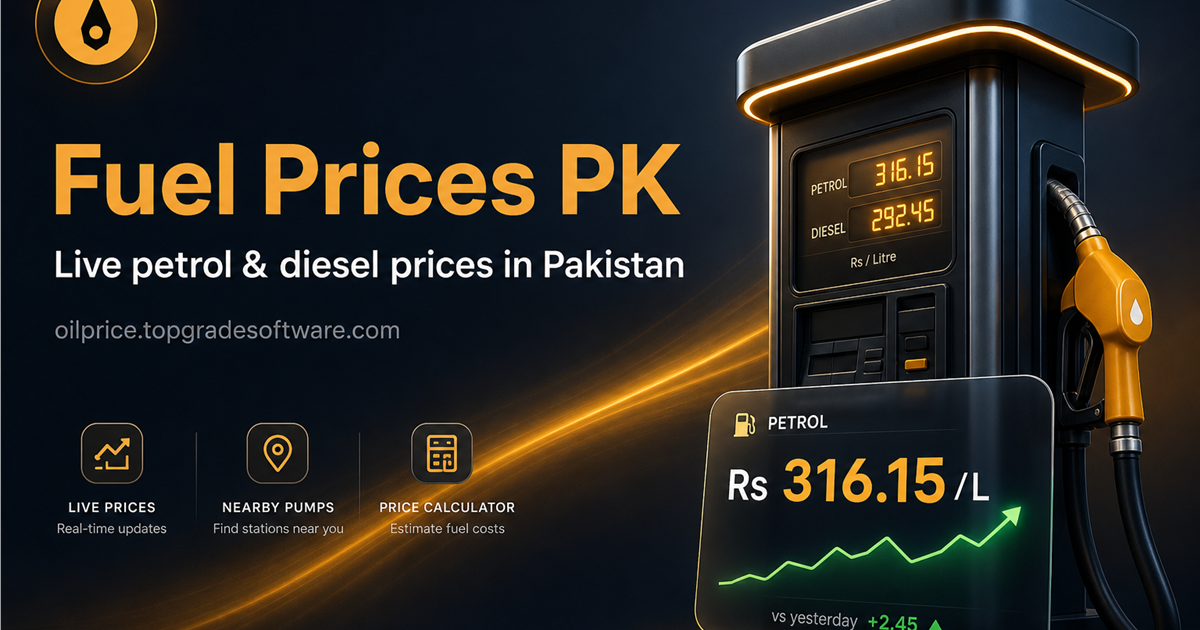 Fuel Prices PK
Live petrol & diesel prices in Pakistan
oilprice.topgradesoftware.com
LIVE PRICES
Real-time updates
NEARBY PUMPS
Find stations near you
PRICE CALCULATOR
Estimate fuel costs
PETROL 316.15
DIESEL 292.45
Rs / Litre
PETROL
Rs 316.15 / L
vs yesterday +2.45